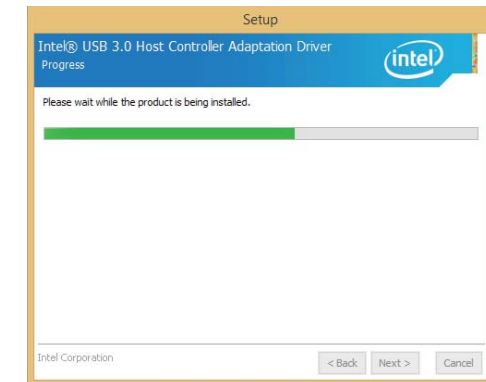 Setup
Intel® USB 3.0 Host Controller Adaptation Driver
Progress
intel
Please wait while the product is being installed.
Intel Corporation
< Back
Next >
Cancel